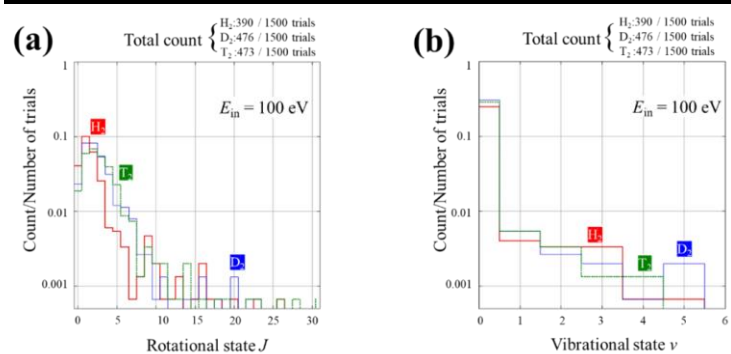 (a)
Total count { H₂:390 / 1500 trials
D₂:476 / 1500 trials
T₂:473 / 1500 trials
1
0.1
0.01
0.001
Count/Number of trials
E_in = 100 eV
H₂
T₂
D₂
0 5 10 15 20 25 30
Rotational state J
(b)
Total count { H₂:390 / 1500 trials
D₂:476 / 1500 trials
T₂:473 / 1500 trials
1
0.1
0.01
0.001
Count/Number of trials
E_in = 100 eV
H₂
T₂
D₂
0 1 2 3 4 5 6
Vibrational state v